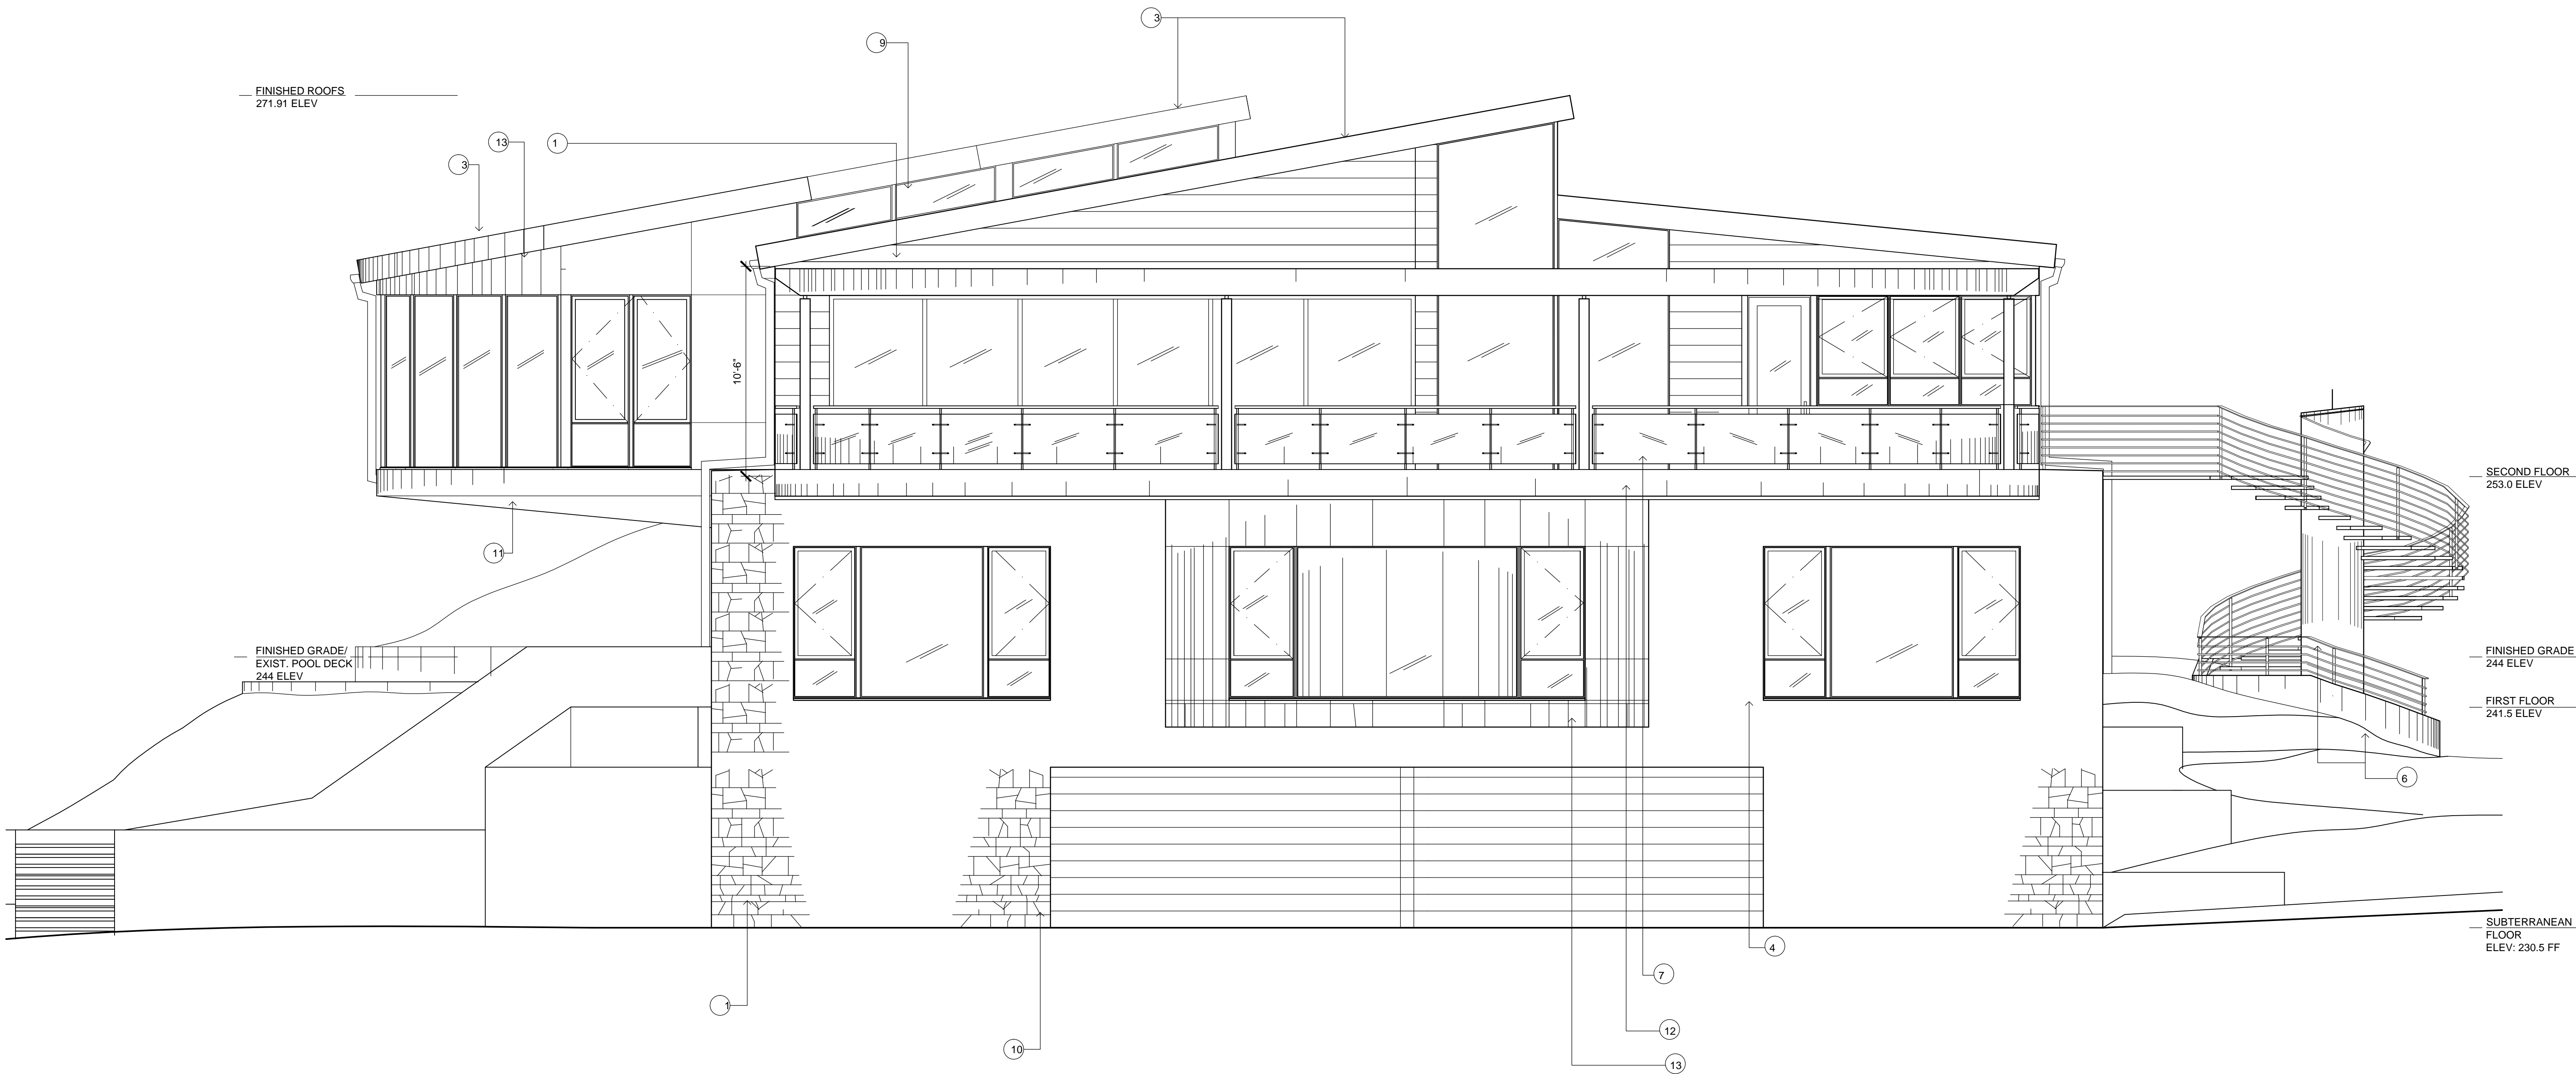 3
9
FINISHED ROOFS
271.91 ELEV
13
1
3
10'-6"
SECOND FLOOR
253.0 ELEV
11
FINISHED GRADE/
EXIST. POOL DECK
244 ELEV
FINISHED GRADE
244 ELEV
FIRST FLOOR
241.5 ELEV
6
SUBTERRANEAN
FLOOR
ELEV: 230.5 FF
4
7
1
12
10
13